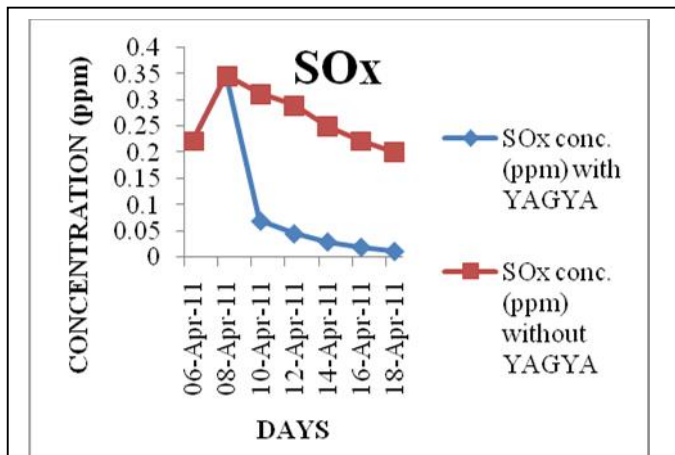 SOx
CONCENTRATION (ppm)
0.4
0.35
0.3
0.25
0.2
0.15
0.1
0.05
0
06-Apr-11
08-Apr-11
10-Apr-11
12-Apr-11
14-Apr-11
16-Apr-11
18-Apr-11
DAYS
SOx conc.
(ppm) with
YAGYA
SOx conc.
(ppm)
without
YAGYA